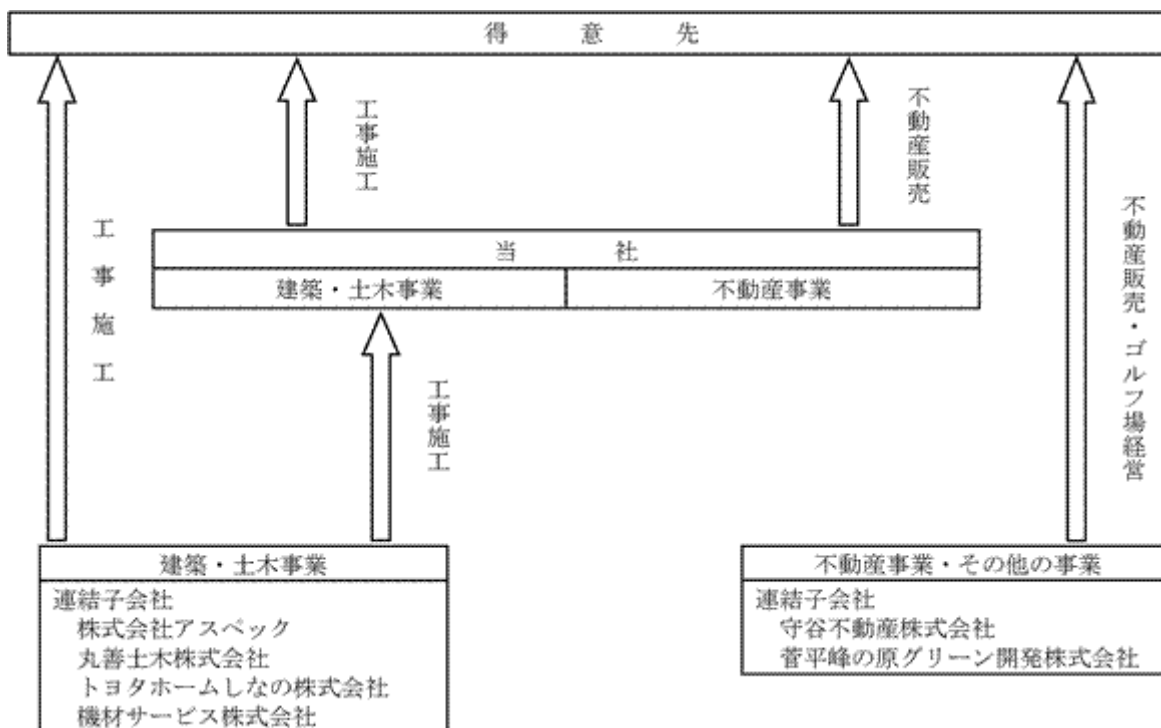 得意先
工事施工
不動産販売
工事施工
不動産販売・ゴルフ場経営
当社
建築・土木事業
不動産事業
工事施工
建築・土木事業
連結子会社
株式会社アスペック
丸善土木株式会社
トヨタホームしなの株式会社
機材サービス株式会社
不動産事業・その他の事業
連結子会社
守谷不動産株式会社
菅平峰の原グリーン開発株式会社